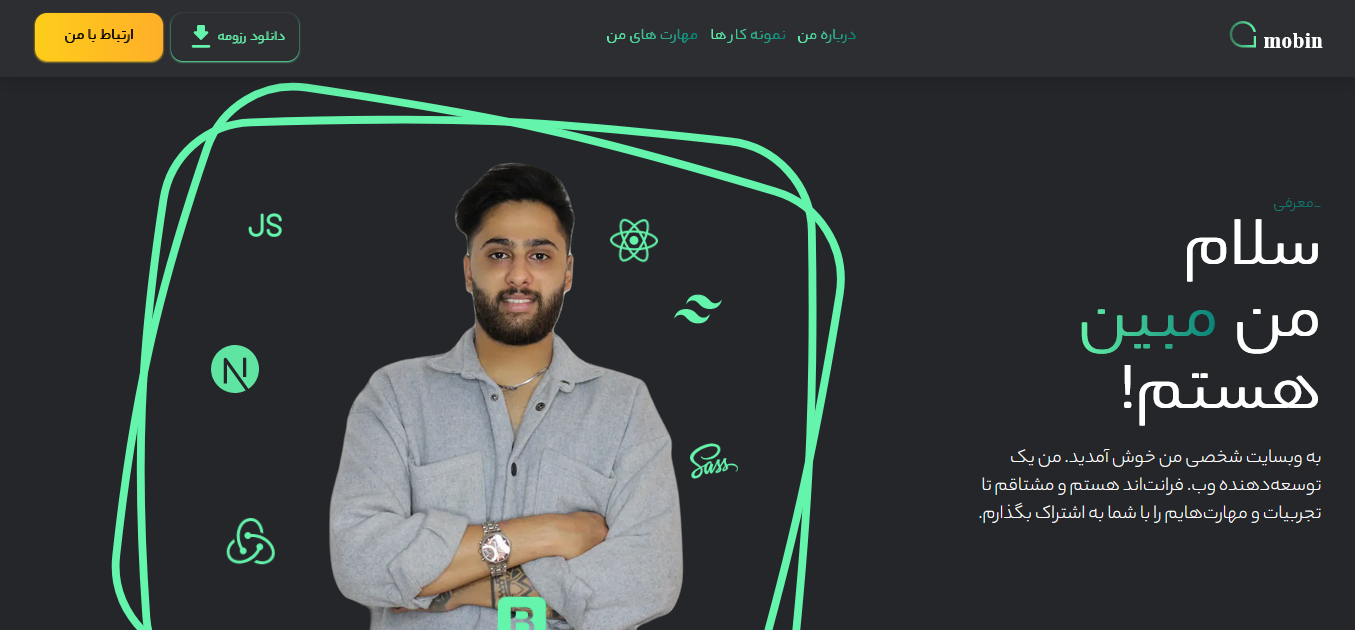 mobin
درباره من
نمونه کار ها
مهارت های من
دانلود رزومه
ارتباط با من
_معرفی
سلام
من مبین
هستم!
به وبسایت شخصی من خوش آمدید. من یک
توسعه‌دهنده وب. فرانت‌اند هستم و مشتاقم تا
تجربیات و مهارت‌هایم را با شما به اشتراک بگذارم.
JS
N
Sass
B